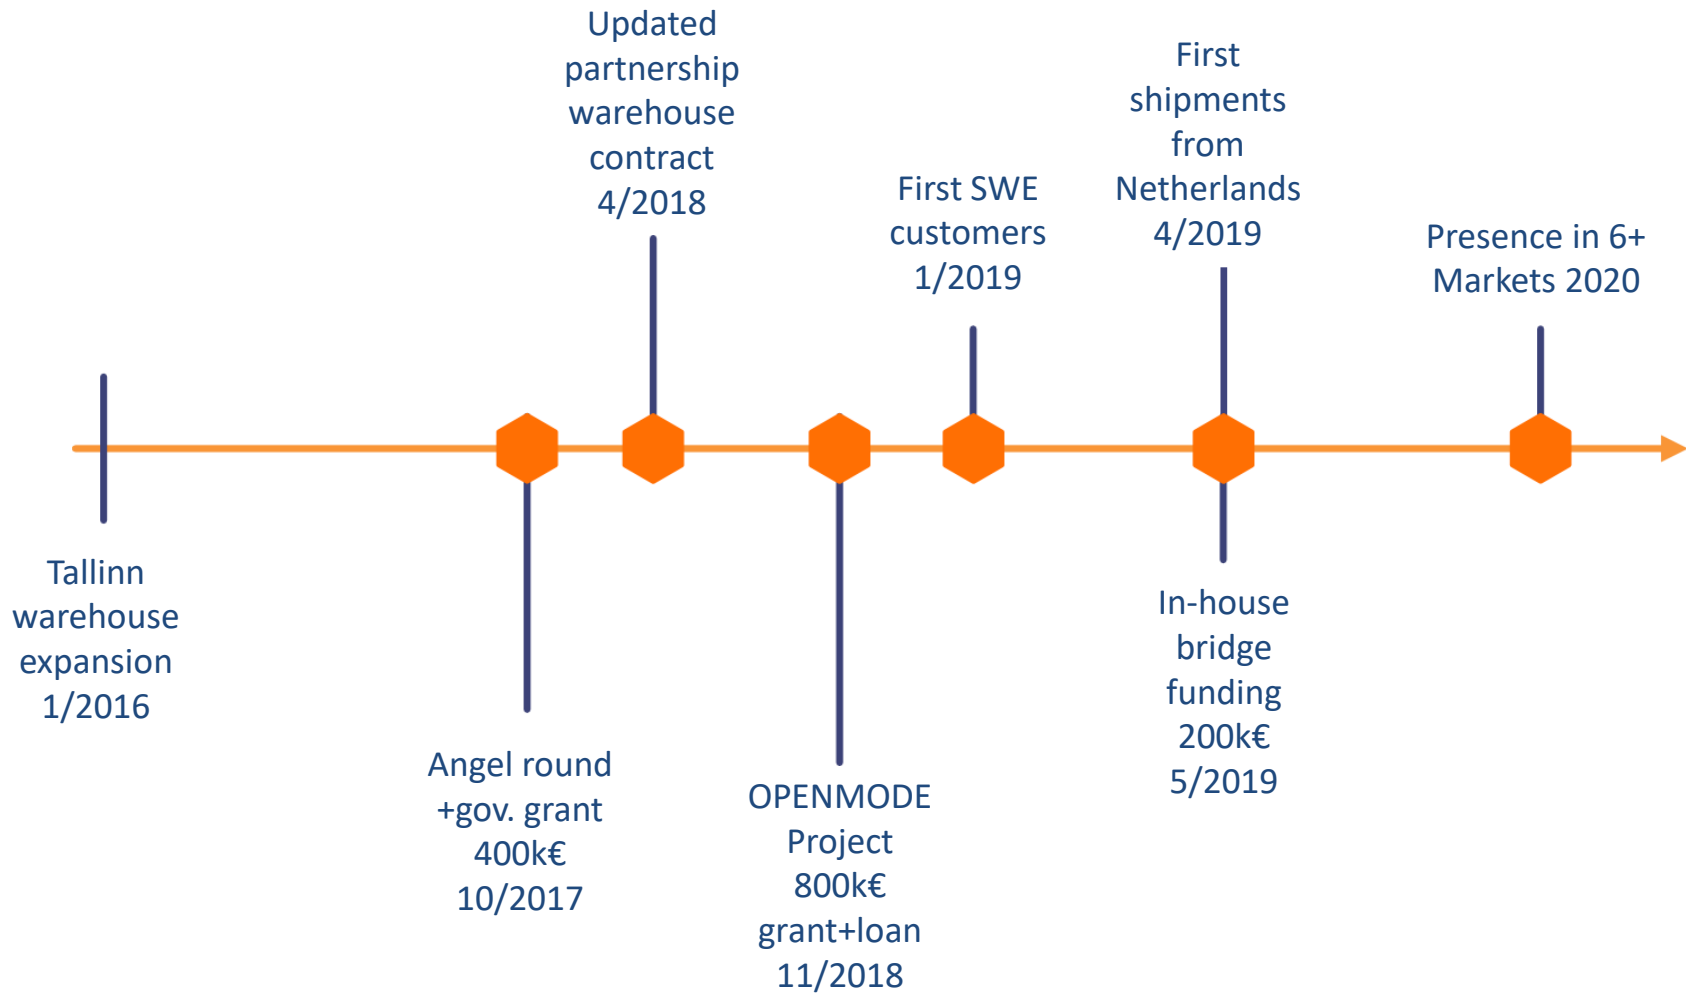 Updated
partnership
warehouse
contract
4/2018
First
shipments
from
Netherlands
4/2019
First SWE
customers
1/2019
Presence in 6+
Markets 2020
Tallinn
warehouse
expansion
1/2016
Angel round
+gov. grant
400k€
10/2017
OPENMODE
Project
800k€
grant+loan
11/2018
In-house
bridge
funding
200k€
5/2019